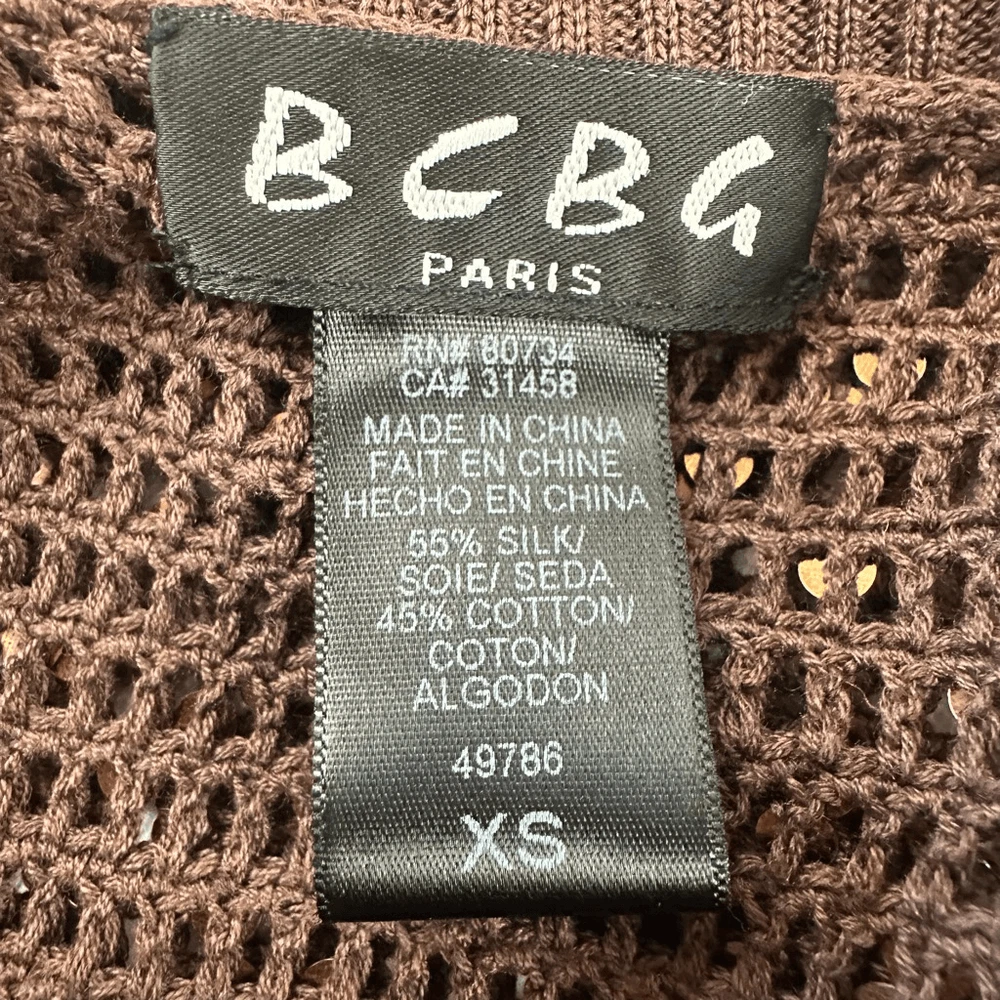 BCBG
PARIS
RN# 80734
CA# 31458
MADE IN CHINA
FAIT EN CHINE
HECHO EN CHINA
55% SILK/
SOIE/ SEDA
45% COTTON/
COTON/
ALGODON
49786
XS